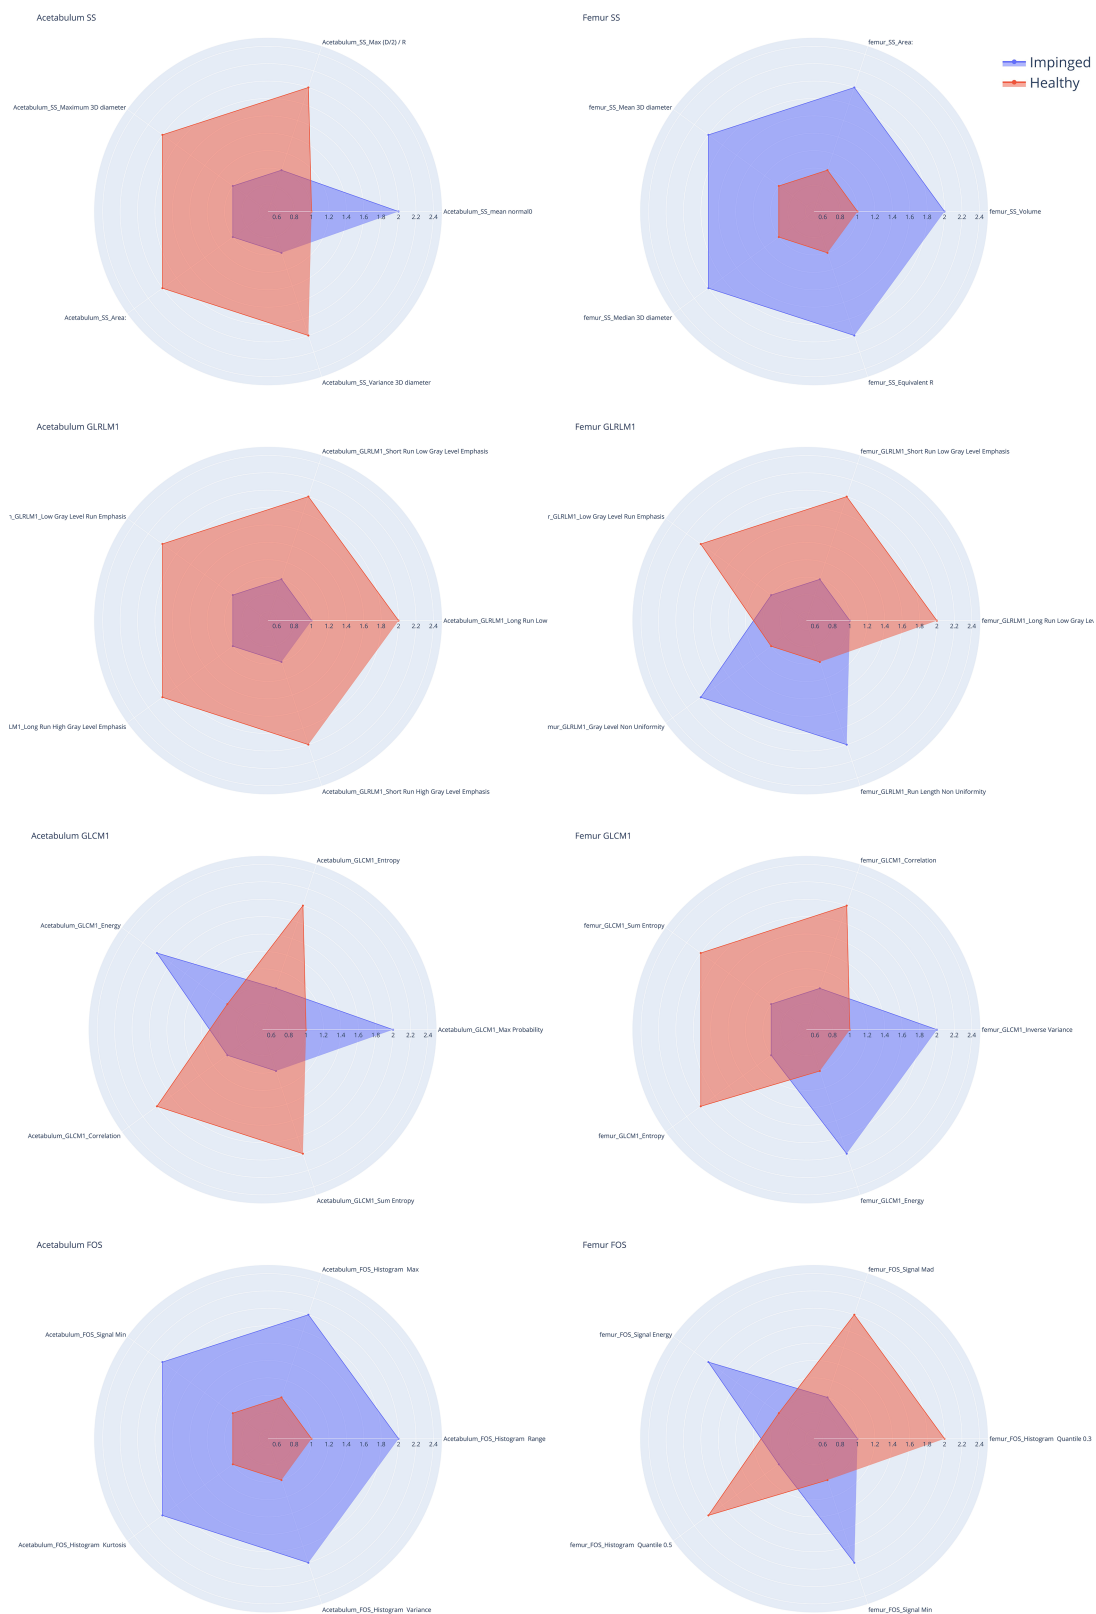 Acetabulum SS
Femur SS
Acetabulum_SS_Max (D/2) / R
femur_SS_Area:
Impinged
Healthy
Acetabulum_SS_Maximum 3D diameter
femur_SS_Mean 3D diameter
0.6 0.8 1 1.2 1.4 1.6 1.8 2 2.2 2.4
Acetabulum_SS_mean normal0
0.6 0.8 1 1.2 1.4 1.6 1.8 2 2.2 2.4
femur_SS_Volume
Acetabulum_SS_Area:
femur_SS_Median 3D diameter
Acetabulum_SS_Variance 3D diameter
femur_SS_Equivalent R
Acetabulum GLRLM1
Femur GLRLM1
Acetabulum_GLRLM1_Short Run Low Gray Level Emphasis
femur_GLRLM1_Short Run Low Gray Level Emphasis
_GLRLM1_Low Gray Level Run Emphasis
r_GLRLM1_Low Gray Level Run Emphasis
0.6 0.8 1 1.2 1.4 1.6 1.8 2 2.2 2.4
Acetabulum_GLRLM1_Long Run Low
0.6 0.8 1 1.2 1.4 1.6 1.8 2 2.2 2.4
femur_GLRLM1_Long Run Low Gray Le
LM1_Long Run High Gray Level Emphasis
mur_GLRLM1_Gray Level Non Uniformity
Acetabulum_GLRLM1_Short Run High Gray Level Emphasis
femur_GLRLM1_Run Length Non Uniformity
Acetabulum GLCM1
Femur GLCM1
Acetabulum_GLCM1_Entropy
femur_GLCM1_Correlation
Acetabulum_GLCM1_Energy
femur_GLCM1_Sum Entropy
0.6 0.8 1 1.2 1.4 1.6 1.8 2 2.2 2.4
Acetabulum_GLCM1_Max Probability
0.6 0.8 1 1.2 1.4 1.6 1.8 2 2.2 2.4
femur_GLCM1_Inverse Variance
Acetabulum_GLCM1_Correlation
femur_GLCM1_Entropy
Acetabulum_GLCM1_Sum Entropy
femur_GLCM1_Energy
Acetabulum FOS
Femur FOS
Acetabulum_FOS_Histogram Max
femur_FOS_Signal Mad
Acetabulum_FOS_Signal Min
femur_FOS_Signal Energy
0.6 0.8 1 1.2 1.4 1.6 1.8 2 2.2 2.4
Acetabulum_FOS_Histogram Range
0.6 0.8 1 1.2 1.4 1.6 1.8 2 2.2 2.4
femur_FOS_Histogram Quantile 0.3
Acetabulum_FOS_Histogram Kurtosis
femur_FOS_Histogram Quantile 0.5
Acetabulum_FOS_Histogram Variance
femur_FOS_Signal Min